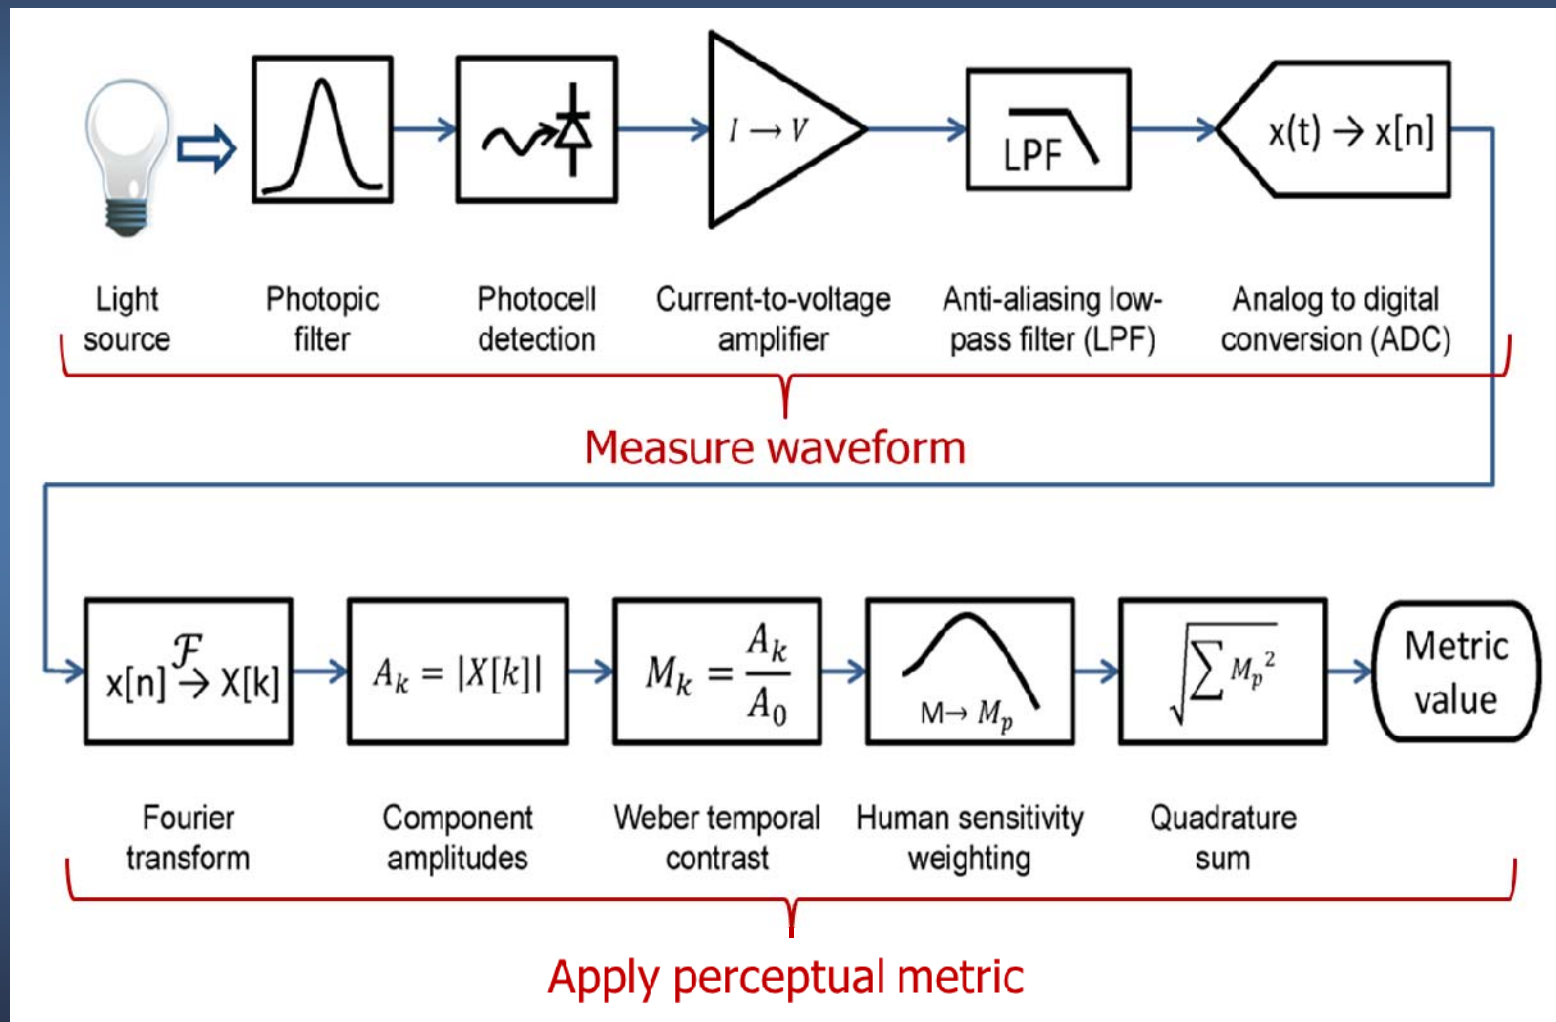 I → V
LPF
x(t) → x[n]
Light
source
Photopic
filter
Photocell
detection
Current-to-voltage
amplifier
Anti-aliasing low-
pass filter (LPF)
Analog to digital
conversion (ADC)
Measure waveform
ℱ
x[n] → X[k]
A_k = |X[k]|
M_k = A_k / A_0
M→ M_p
√∑ M_p²
Metric
value
Fourier
transform
Component
amplitudes
Weber temporal
contrast
Human sensitivity
weighting
Quadrature
sum
Apply perceptual metric